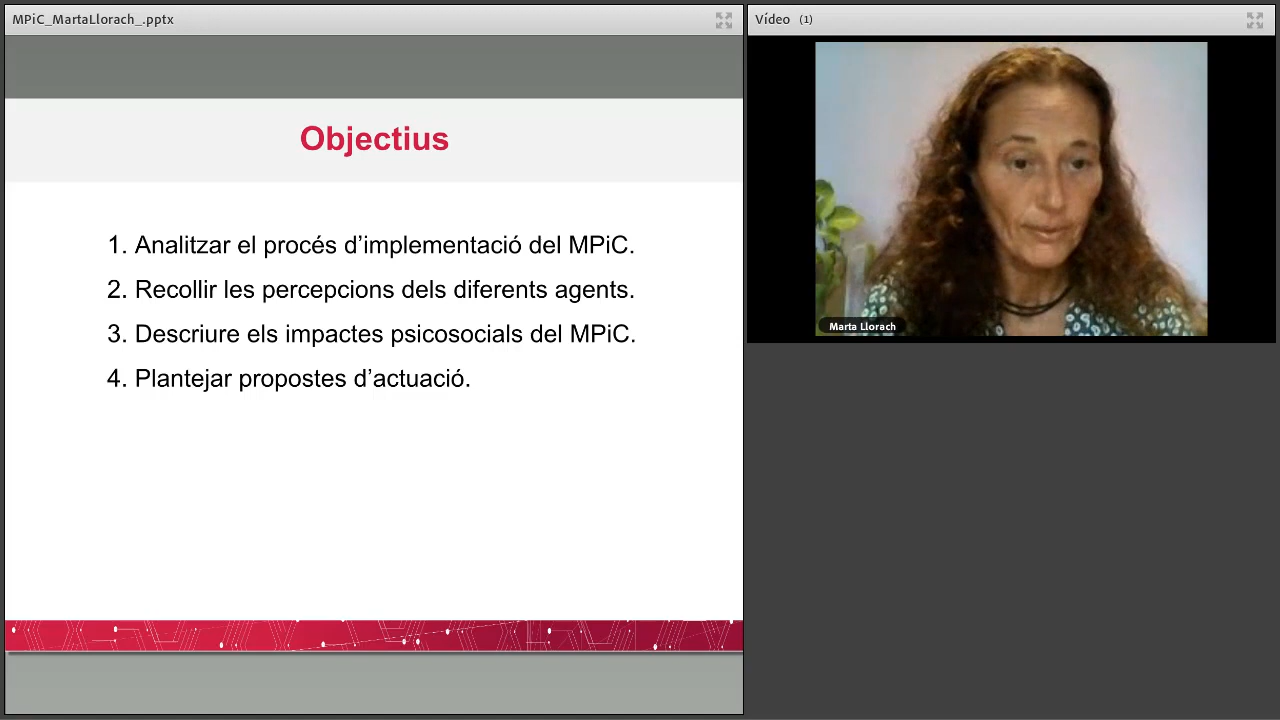 MPiC_MartaLlorach_.pptx
Objectius
1. Analitzar el procés d’implementació del MPiC.
2. Recollir les percepcions dels diferents agents.
3. Descriure els impactes psicosocials del MPiC.
4. Plantejar propostes d’actuació.
Vídeo (1)
Marta Llorach